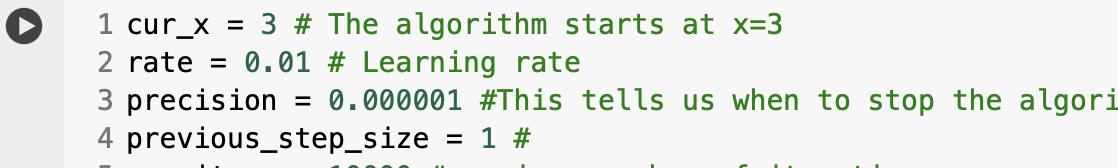 1 cur_x = 3 # The algorithm starts at x=3
2 rate = 0.01 # Learning rate
3 precision = 0.000001 #This tells us when to stop the algori
4 previous_step_size = 1 #